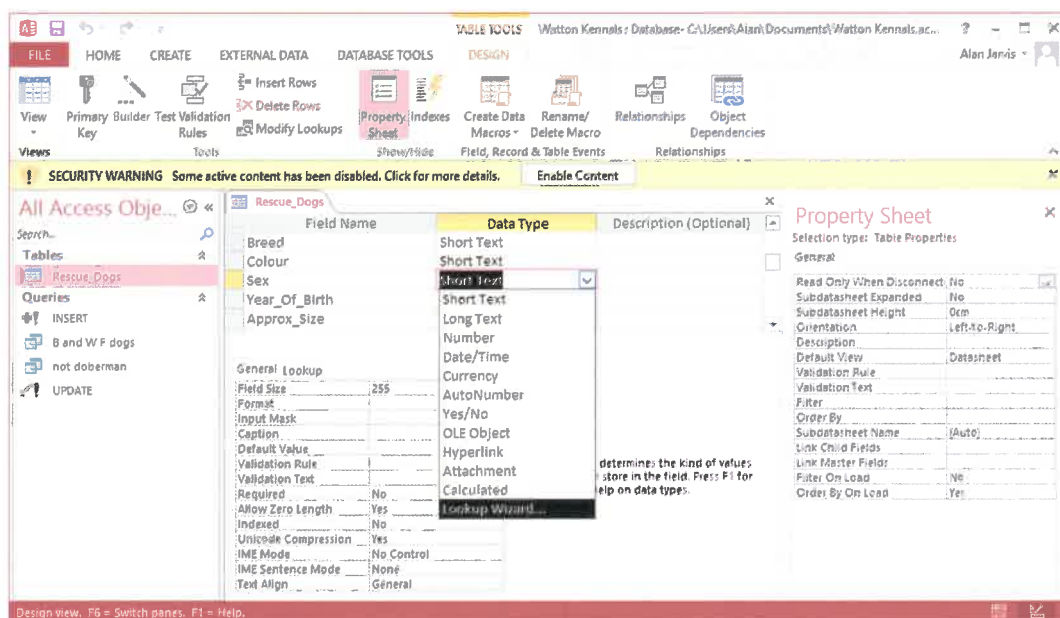 TABLE TOOLS Watton Kennals : Database- C:\Users\Alan\Documents\Watton Kennals.ac... ?
FILE HOME CREATE EXTERNAL DATA DATABASE TOOLS DESIGN Alan Jarvis
View
Primary Key
Builder
Test Validation Rules
Insert Rows
Delete Rows
Modify Lookups
Property Sheet
Indexes
Create Data Macros
Rename/ Delete Macro
Relationships
Object Dependencies
Views Tools Show/Hide Field, Record & Table Events Relationships
! SECURITY WARNING Some active content has been disabled. Click for more details. Enable Content
All Access Obje... «
Search...
Tables
Rescue_Dogs
Queries
INSERT
B and W F dogs
not doberman
UPDATE
Rescue_Dogs
Field Name Data Type Description (Optional)
Breed Short Text
Colour Short Text
Sex Short Text
Year_Of_Birth
Approx_Size
Short Text
Long Text
Number
Date/Time
Currency
AutoNumber
Yes/No
OLE Object
Hyperlink
Attachment
Calculated
Lookup Wizard...
General Lookup
Field Size 255
Format
Input Mask
Caption
Default Value
Validation Rule
Validation Text
Required No
Allow Zero Length Yes
Indexed No
Unicode Compression Yes
IME Mode No Control
IME Sentence Mode None
Text Align General
determines the kind of values
store in the field. Press F1 for
elp on data types.
Property Sheet
Selection type: Table Properties
General
Read Only When Disconnect No
Subdatasheet Expanded No
Subdatasheet Height 0cm
Orientation Left-to-Right
Description
Default View Datasheet
Validation Rule
Validation Text
Filter
Order By
Subdatasheet Name [Auto]
Link Child Fields
Link Master Fields
Filter On Load No
Order By On Load Yes
Design view. F6 = Switch panes. F1 = Help.